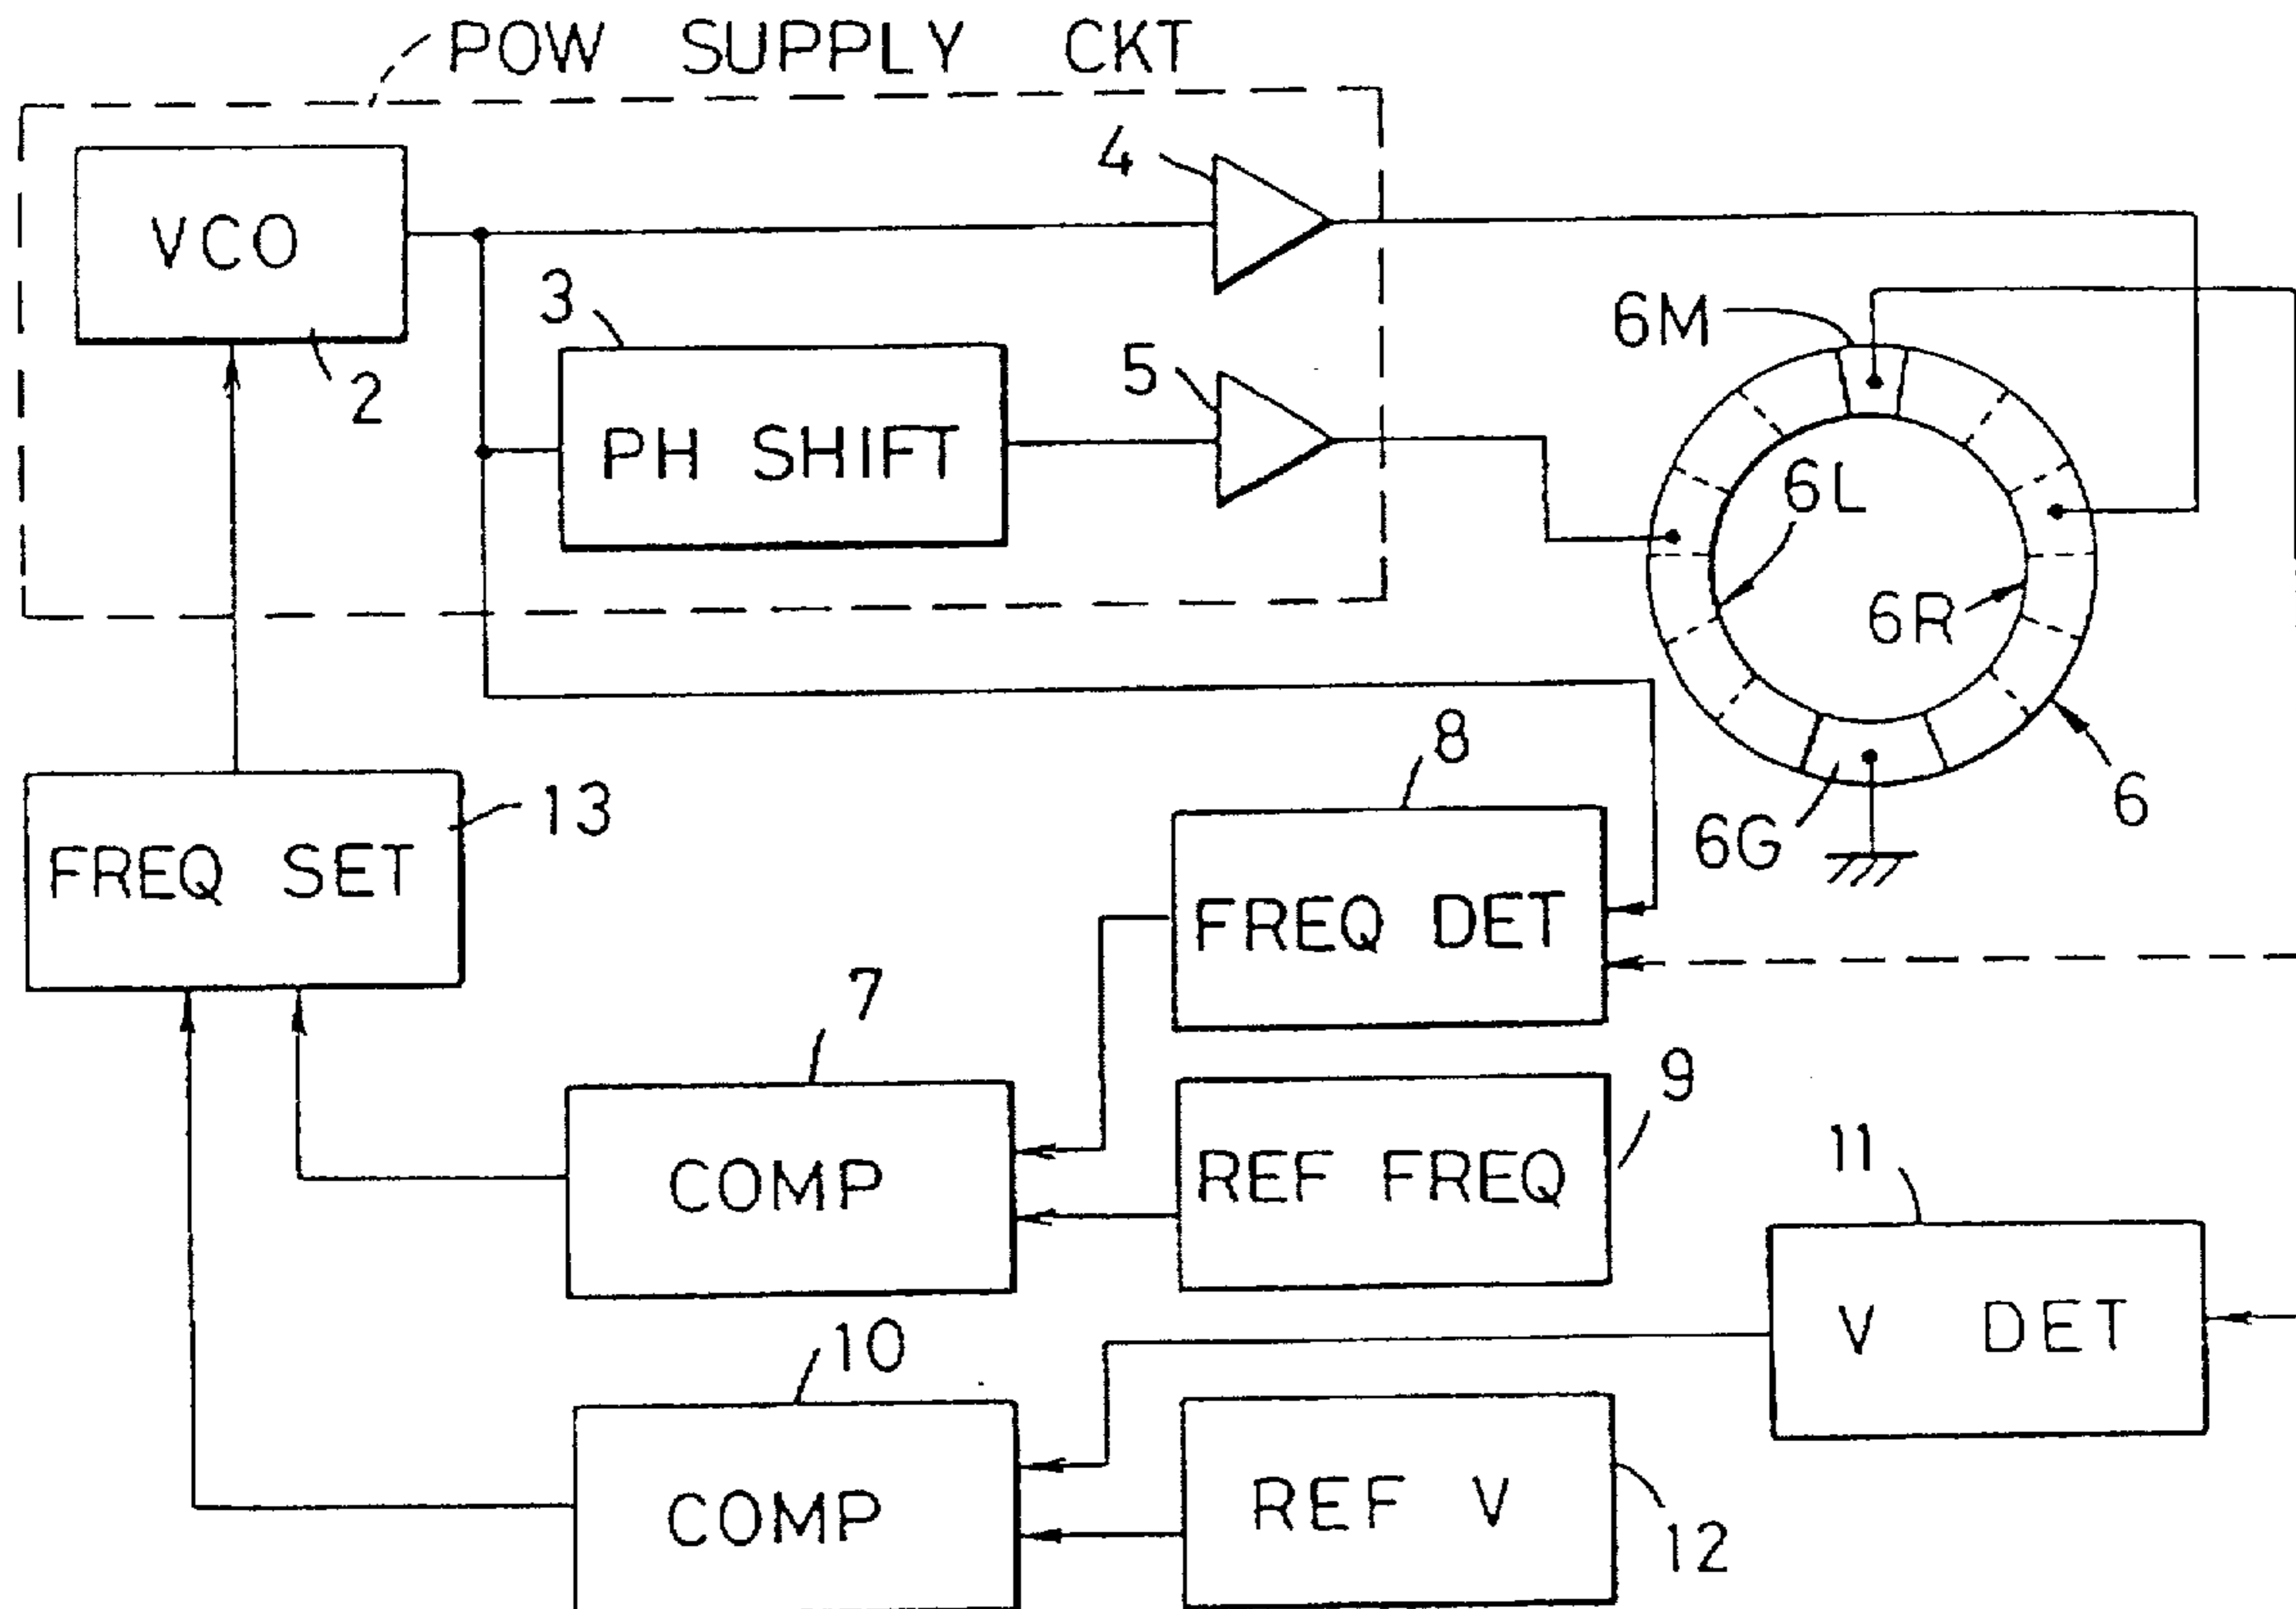 POW SUPPLY CKT
4
VCO
3
6M
2
5
PH SHIFT
6L
6R
8
13
6
6G
FREQ SET
FREQ DET
7
9
REF FREQ
11
COMP
V DET
10
REF V
COMP
12